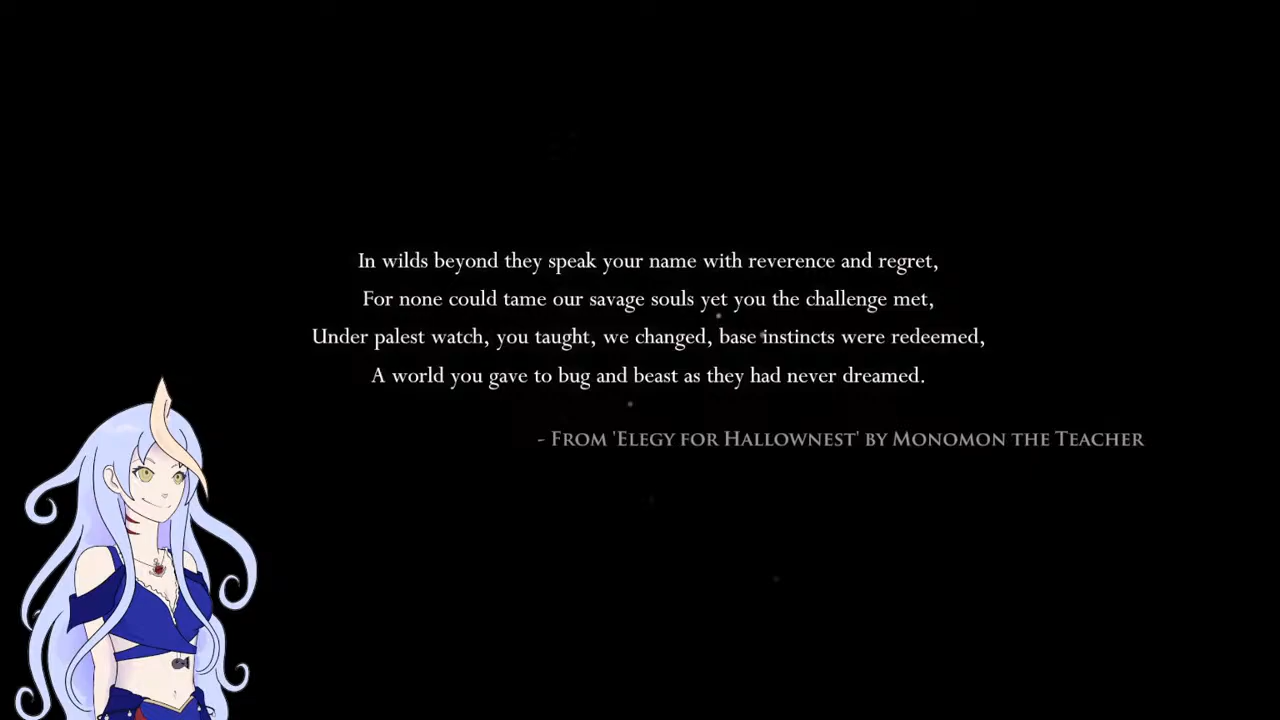 In wilds beyond they speak your name with reverence and regret,
For none could tame our savage souls yet you the challenge met,
Under palest watch, you taught, we changed, base instincts were redeemed,
A world you gave to bug and beast as they had never dreamed.
- From 'Elegy for Hallownest' by Monomon the Teacher